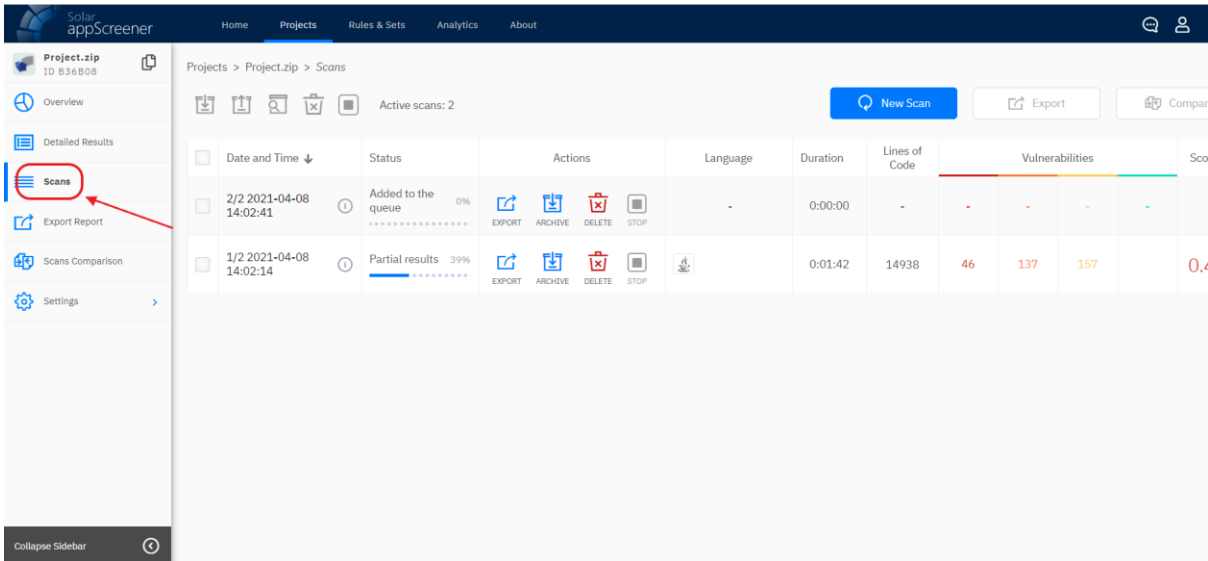 Solar
appScreener
Home Projects Rules & Sets Analytics About
Project.zip
ID B36B08
Overview
Detailed Results
Scans
Export Report
Scans Comparison
Settings
Collapse Sidebar
Projects > Project.zip > Scans
Active scans: 2
New Scan
Export
Compar
Date and Time Status Actions Language Duration Lines of Code Vulnerabilities Sco
2/2 2021-04-08
14:02:41
Added to the
queue 0%
EXPORT ARCHIVE DELETE STOP
- 0:00:00 - - - - -
1/2 2021-04-08
14:02:14
Partial results 39%
EXPORT ARCHIVE DELETE STOP
0:01:42 14938 46 137 157 0.4